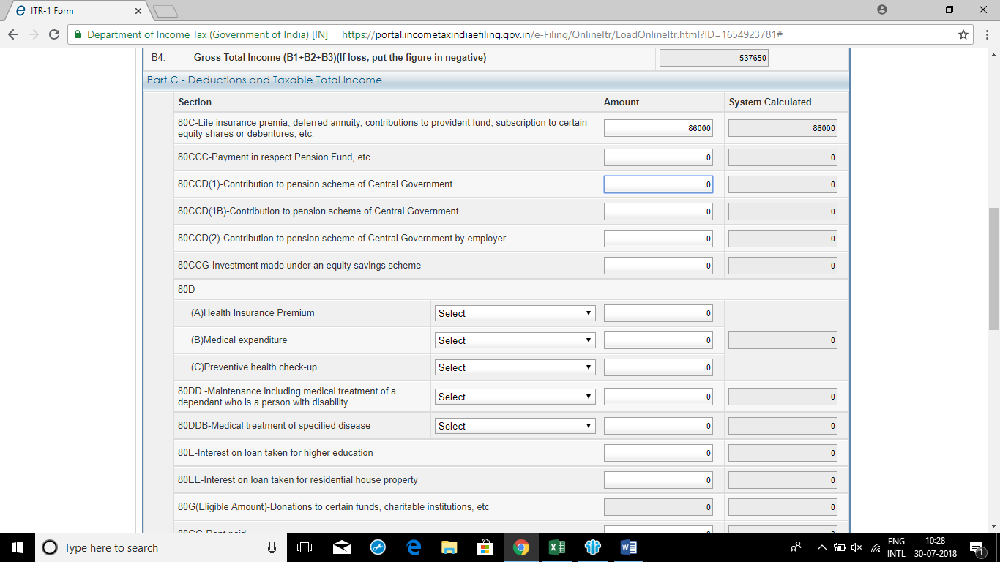 ITR-1 Form
Department of Income Tax (Government of India) [IN] https://portal.incometaxindiaefiling.gov.in/e-Filing/OnlineItr/LoadOnlineItr.html?ID=1654923781#
B4. Gross Total Income (B1+B2+B3)(If loss, put the figure in negative) 537650
Part C - Deductions and Taxable Total Income
Section Amount System Calculated
80C-Life insurance premia, deferred annuity, contributions to provident fund, subscription to certain
equity shares or debentures, etc. 86000 86000
80CCC-Payment in respect Pension Fund, etc. 0 0
80CCD(1)-Contribution to pension scheme of Central Government 0 0
80CCD(1B)-Contribution to pension scheme of Central Government 0 0
80CCD(2)-Contribution to pension scheme of Central Government by employer 0 0
80CCG-Investment made under an equity savings scheme 0 0
80D
(A)Health Insurance Premium Select 0
(B)Medical expenditure Select 0 0
(C)Preventive health check-up Select 0
80DD -Maintenance including medical treatment of a
dependant who is a person with disability Select 0 0
80DDB-Medical treatment of specified disease Select 0 0
80E-Interest on loan taken for higher education 0 0
80EE-Interest on loan taken for residential house property 0 0
80G(Eligible Amount)-Donations to certain funds, charitable institutions, etc 0 0
80GG-Rent paid
Type here to search
ENG 10:28
INTL 30-07-2018 1